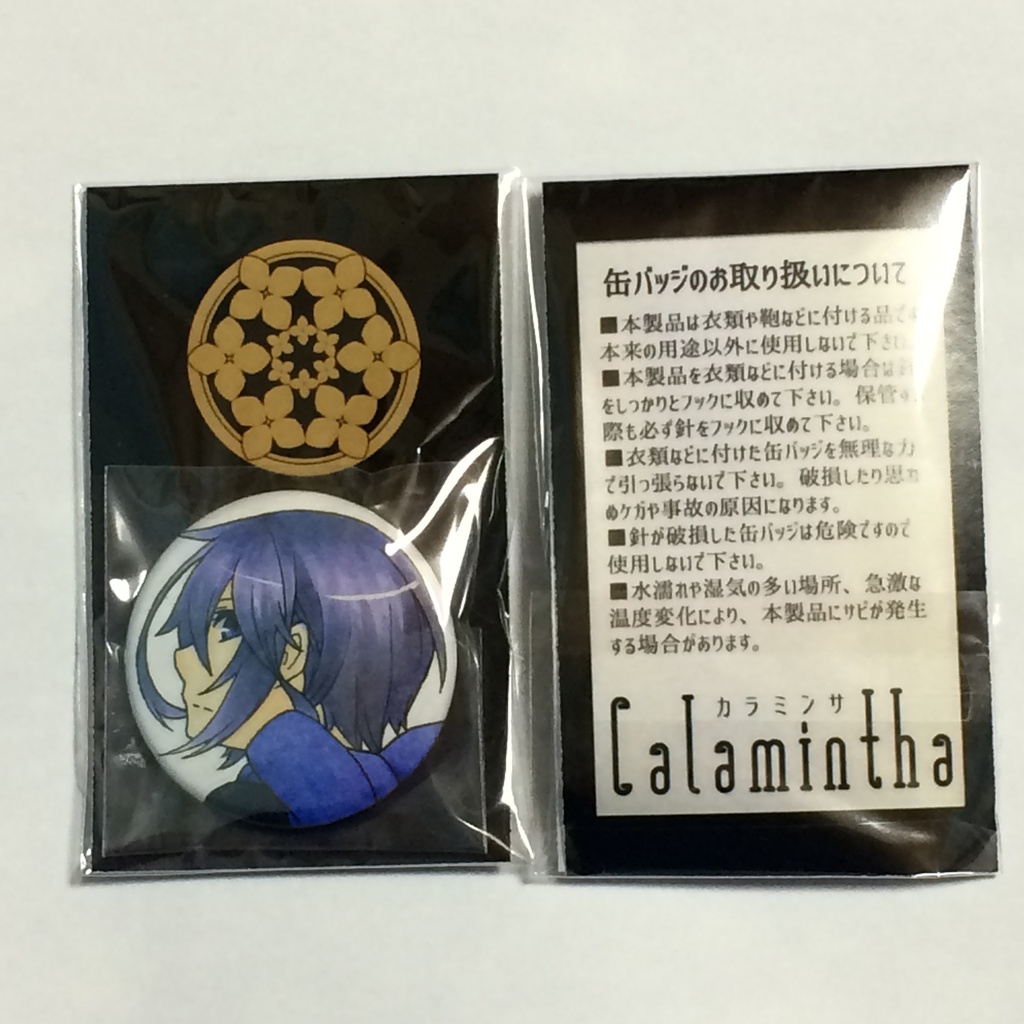 缶バッジのお取り扱いについて
■本製品は衣類や鞄などに付ける品で
本来の用途以外に使用しないで下さい
■本製品を衣類などに付ける場合は
をしっかりとフックに収めて下さい。保管
際も必ず針をフックに収めて下さい。
■衣類などに付けた缶バッジを無理な力
で引っ張らないで下さい。破損したり思
ぬケガや事故の原因になります。
■針が破損した缶バッジは危険ですので
使用しないで下さい。
■水濡れや湿気の多い場所、急激な
温度変化により、本製品にサビが発生
する場合があります。
カラミンサ
Calamintha